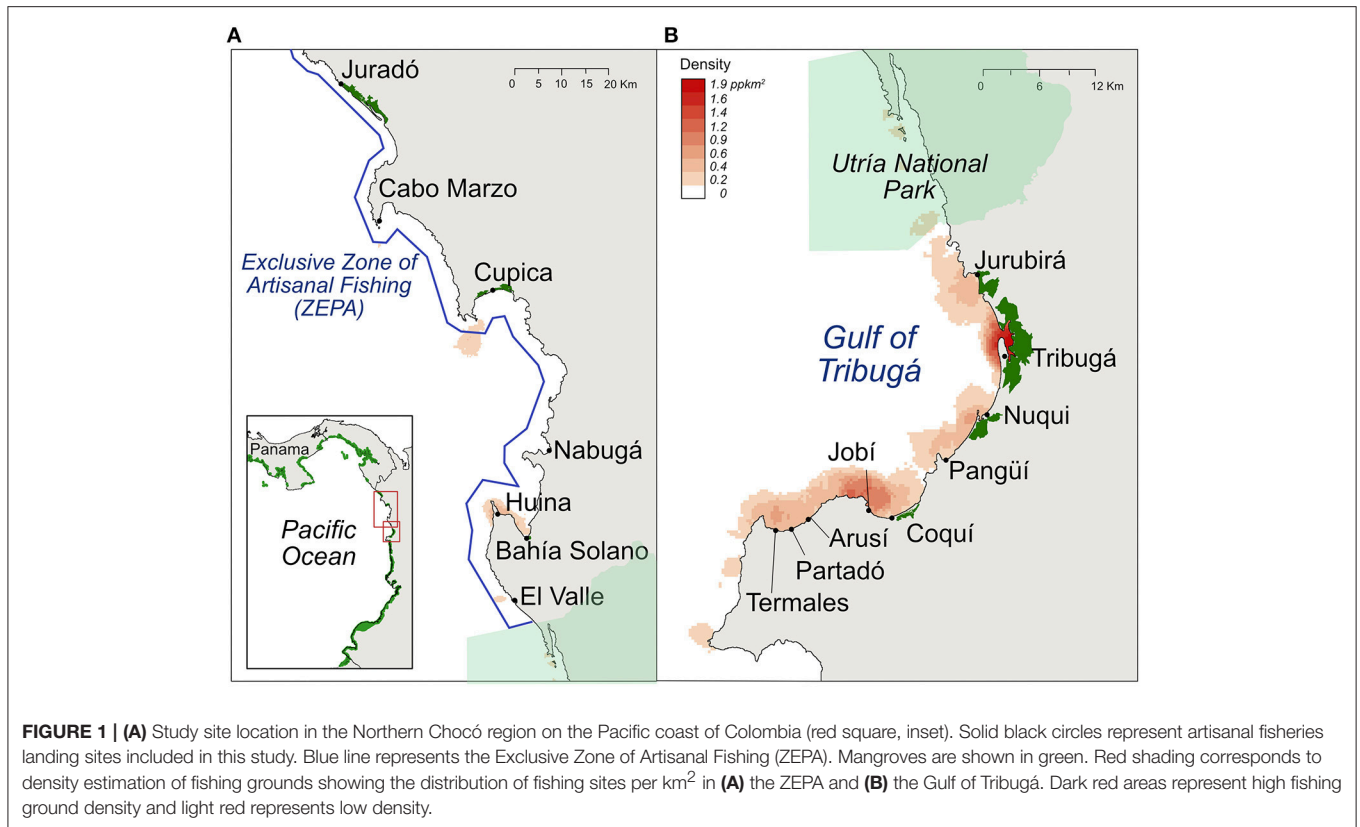 A
Juradó
0 5 10 15 20 Km
Cabo Marzo
Exclusive Zone of
Artisanal Fishing
(ZEPA)
Cupica
Nabugá
Huina
Bahía Solano
El Valle
Panama
Pacific
Ocean
B
Density
1.9 ppkm²
1.6
1.4
1.2
0.9
0.6
0.4
0.2
0
0 6 12 Km
Utría National
Park
Jurubirá
Gulf of
Tribugá
Tribugá
Nuqui
Jobí
Pangüí
Coquí
Arusí
Partadó
Termales
FIGURE 1 | (A) Study site location in the Northern Chocó region on the Pacific coast of Colombia (red square, inset). Solid black circles represent artisanal fisheries
landing sites included in this study. Blue line represents the Exclusive Zone of Artisanal Fishing (ZEPA). Mangroves are shown in green. Red shading corresponds to
density estimation of fishing grounds showing the distribution of fishing sites per km² in (A) the ZEPA and (B) the Gulf of Tribugá. Dark red areas represent high fishing
ground density and light red represents low density.